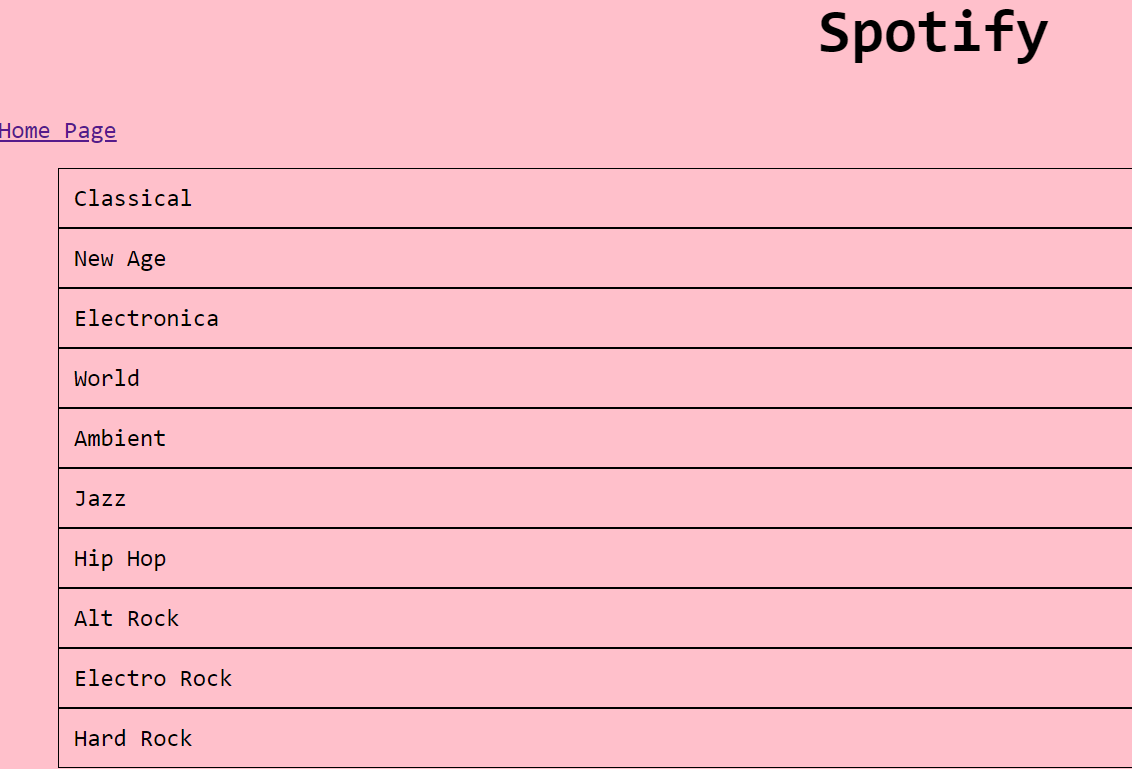 Spotify
Home Page
Classical
New Age
Electronica
World
Ambient
Jazz
Hip Hop
Alt Rock
Electro Rock
Hard Rock